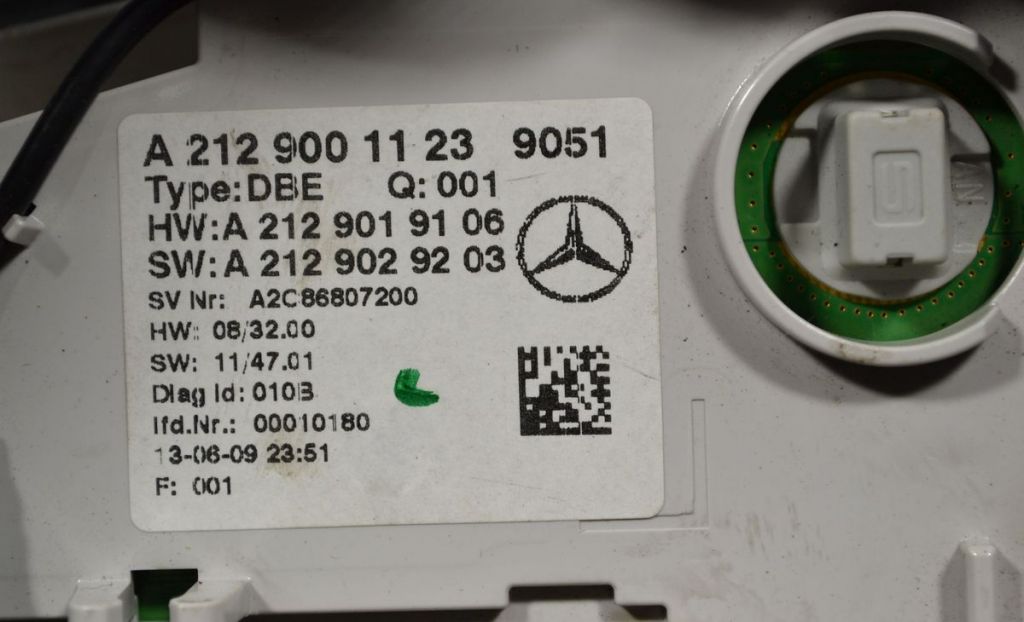 A 212 900 11 23 9051
Type: DBE Q: 001
HW: A 212 901 91 06
SW: A 212 902 92 03
SV Nr: A2C86807200
HW: 08/32.00
SW: 11/47.01
Diag Id: 010B
lfd.Nr.: 00010180
13-06-09 23:51
F: 001